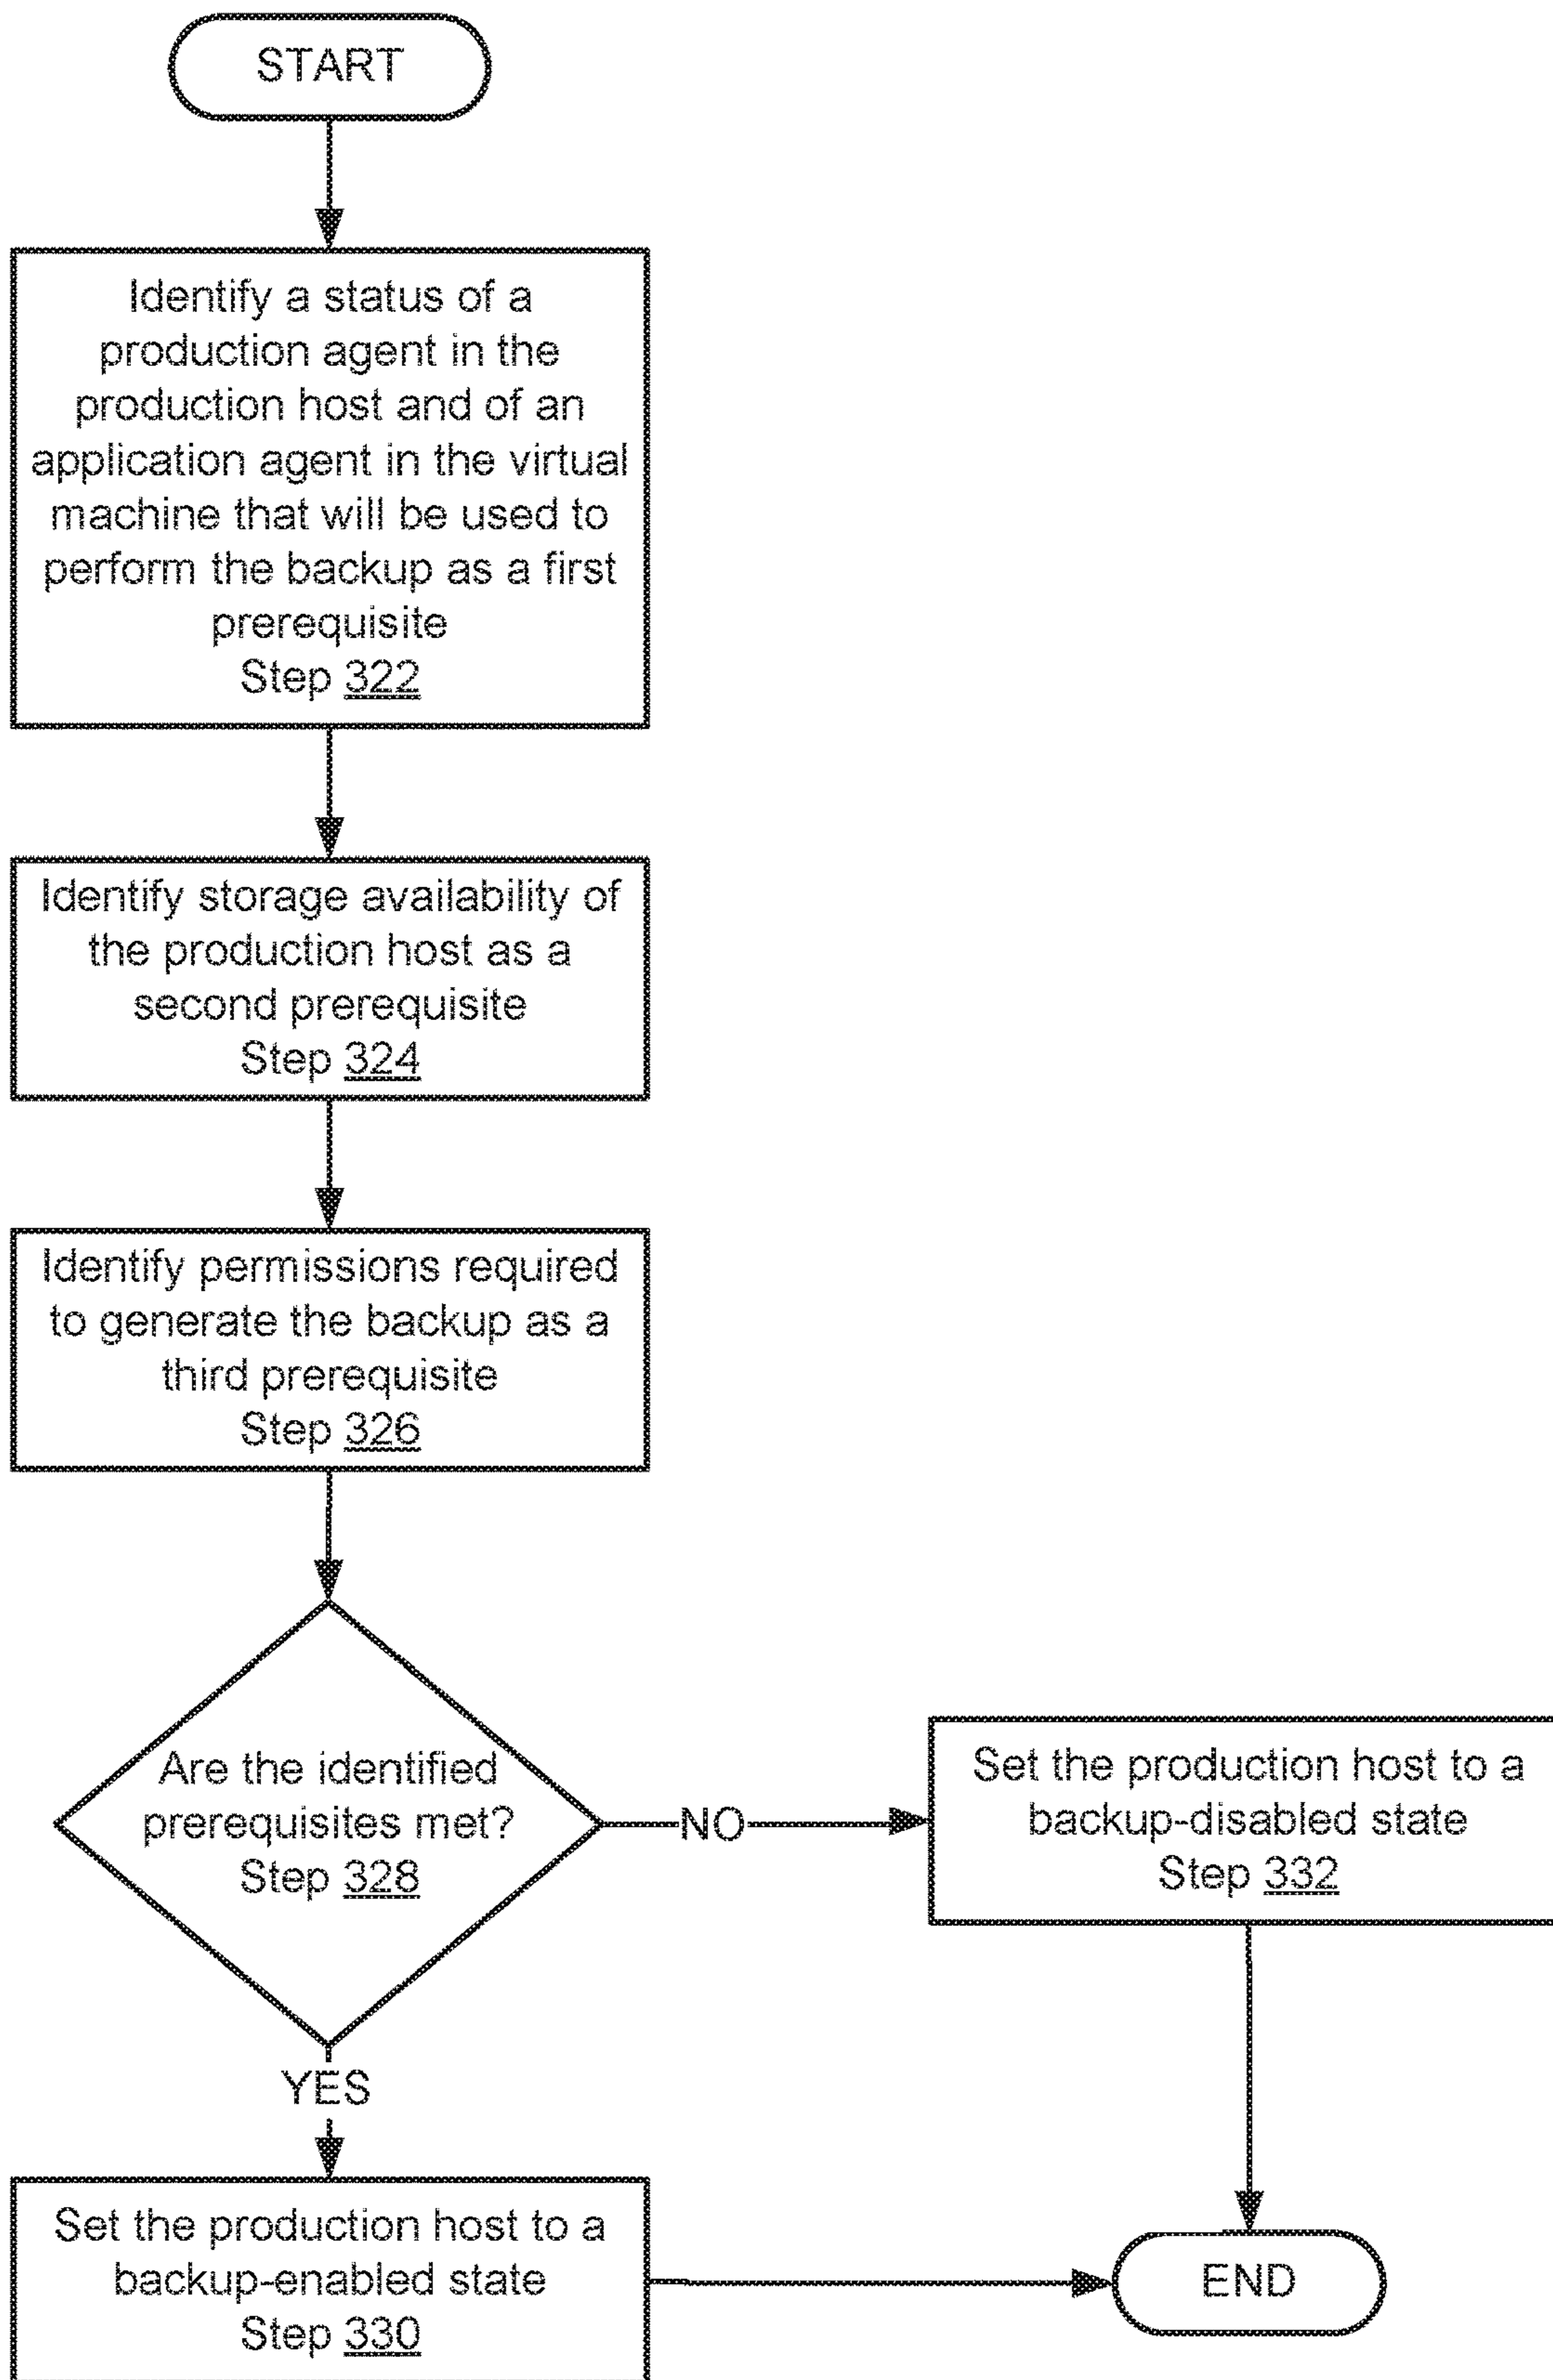 START
Identify a status of a
production agent in the
production host and of an
application agent in the virtual
machine that will be used to
perform the backup as a first
prerequisite
Step 322
Identify storage availability of
the production host as a
second prerequisite
Step 324
Identify permissions required
to generate the backup as a
third prerequisite
Step 326
Are the identified
prerequisites met?
Step 328
NO
Set the production host to a
backup-disabled state
Step 332
YES
Set the production host to a
backup-enabled state
Step 330
END